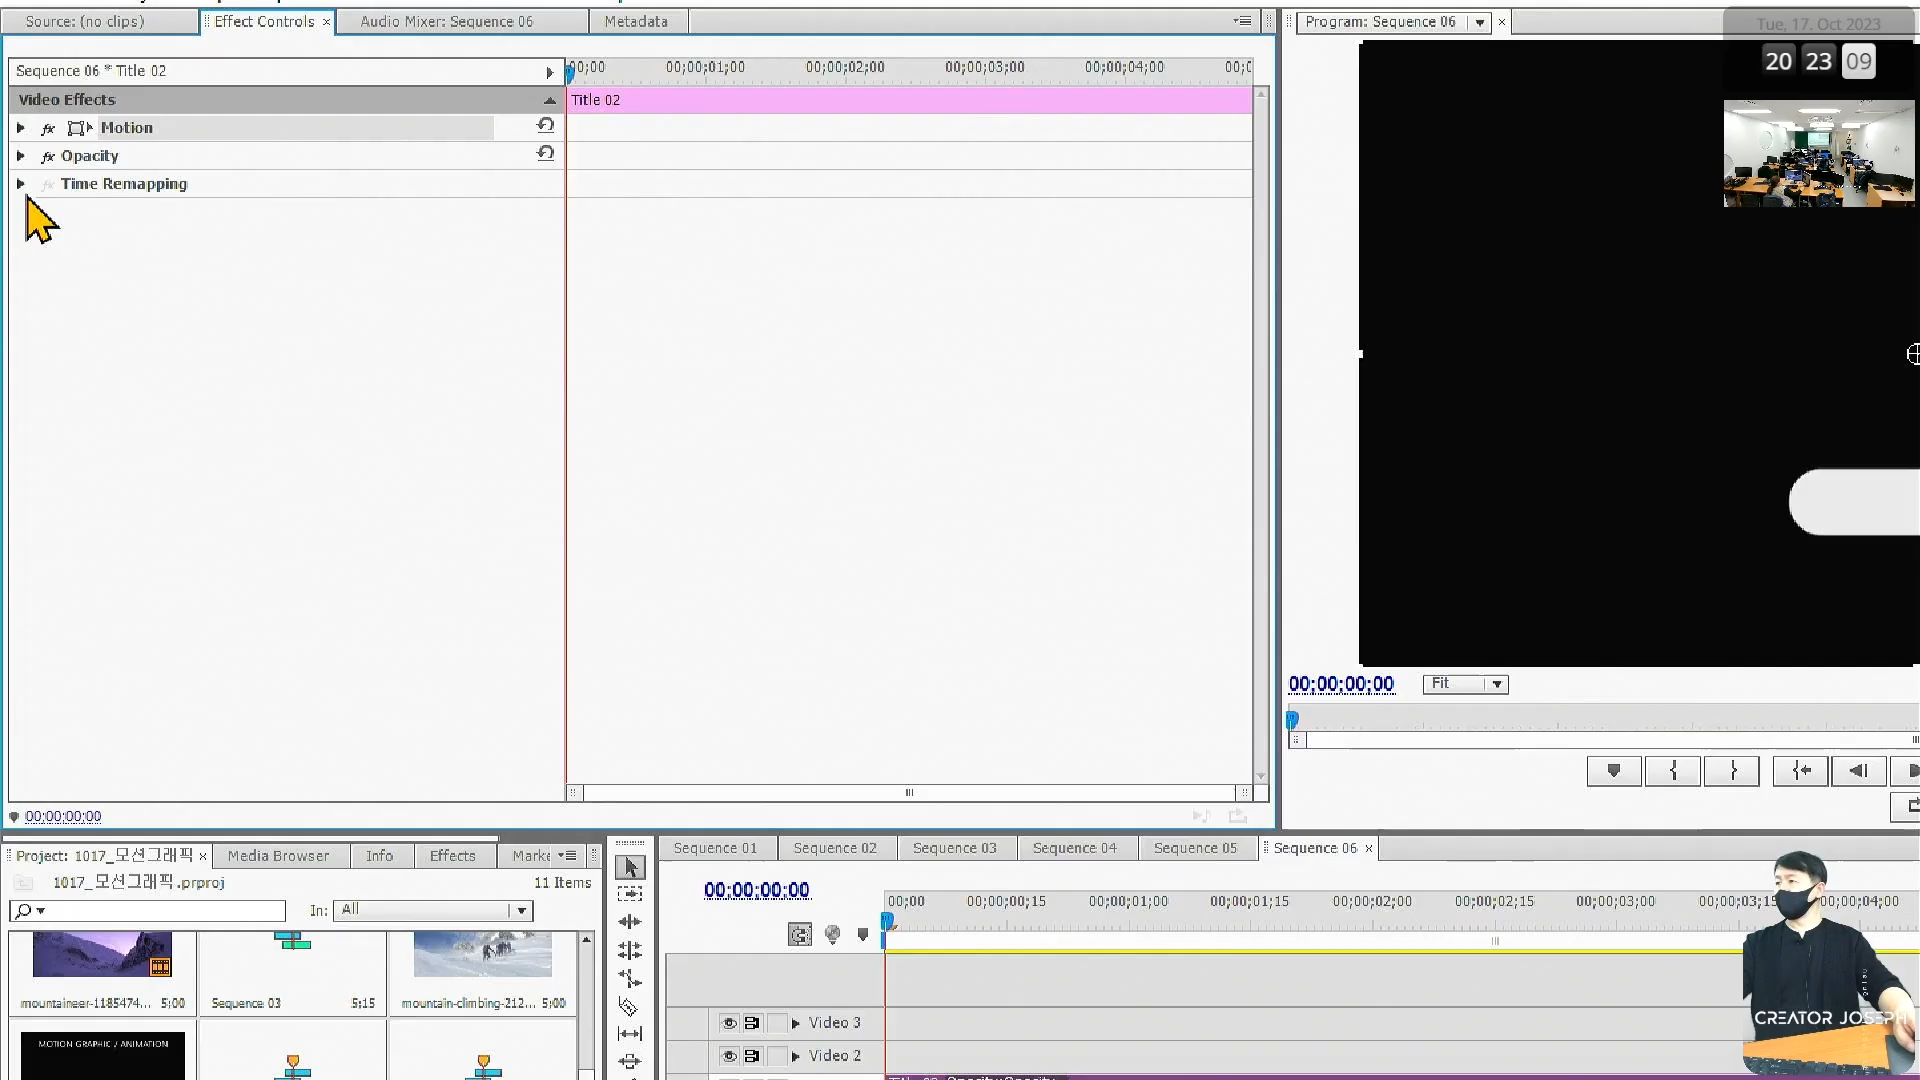 Source: (no clips)
Effect Controls ×
Audio Mixer: Sequence 06
Metadata
Program: Sequence 06 ×
Tue, 17. Oct 2023
20 23 09
Sequence 06 * Title 02
00;00 00;00;01;00 00;00;02;00 00;00;03;00 00;00;04;00 00;0
Video Effects
Title 02
fx Motion
fx Opacity
fx Time Remapping
00;00;00;00
Fit
00;00;00;00
Project: 1017_모션그래픽 ×
Media Browser
Info
Effects
Marke
1017_모션그래픽.prproj
11 Items
In: All
mountaineer-1185474... 5;00
Sequence 03 5;15
mountain-climbing-212... 5;00
MOTION GRAPHIC / ANIMATION
Sequence 01
Sequence 02
Sequence 03
Sequence 04
Sequence 05
Sequence 06 ×
00;00;00;00
00;00 00;00;00;15 00;00;01;00 00;00;01;15 00;00;02;00 00;00;02;15 00;00;03;00 00;00;03;15 00;00;04;00
Video 3
Video 2
CREATOR JOSEPH